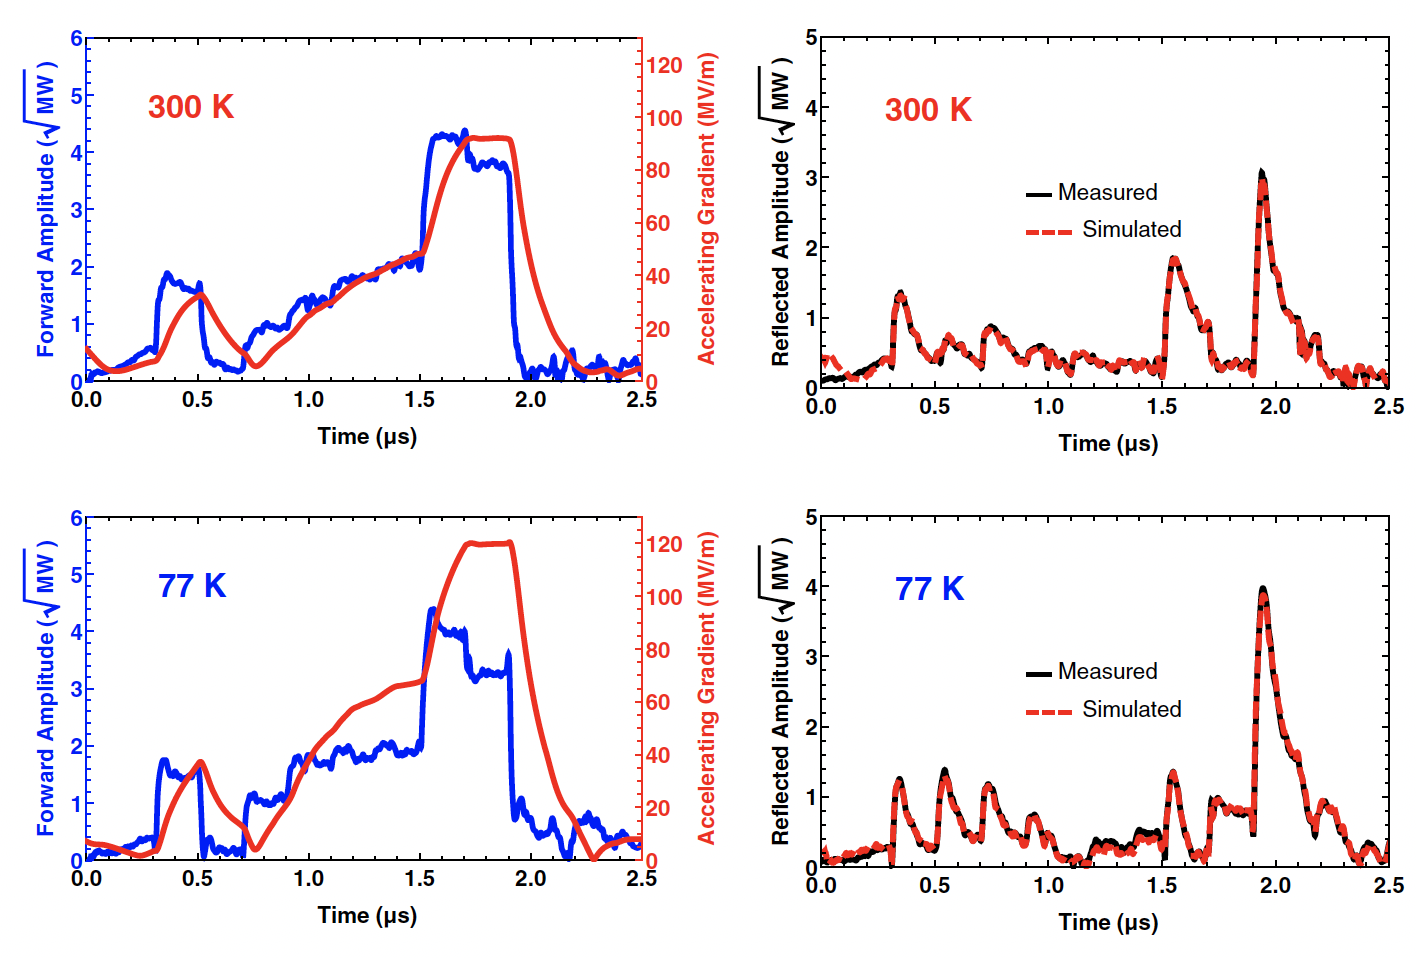 300 K
Forward Amplitude (√MW)
6
5
4
3
2
1
0
120
100
80
60
40
20
0
Accelerating Gradient (MV/m)
0.0 0.5 1.0 1.5 2.0 2.5
Time (μs)
300 K
Reflected Amplitude (√MW)
5
4
3
2
1
0
Measured
Simulated
0.0 0.5 1.0 1.5 2.0 2.5
Time (μs)
77 K
Forward Amplitude (√MW)
6
5
4
3
2
1
0
120
100
80
60
40
20
0
Accelerating Gradient (MV/m)
0.0 0.5 1.0 1.5 2.0 2.5
Time (μs)
77 K
Reflected Amplitude (√MW)
5
4
3
2
1
0
Measured
Simulated
0.0 0.5 1.0 1.5 2.0 2.5
Time (μs)